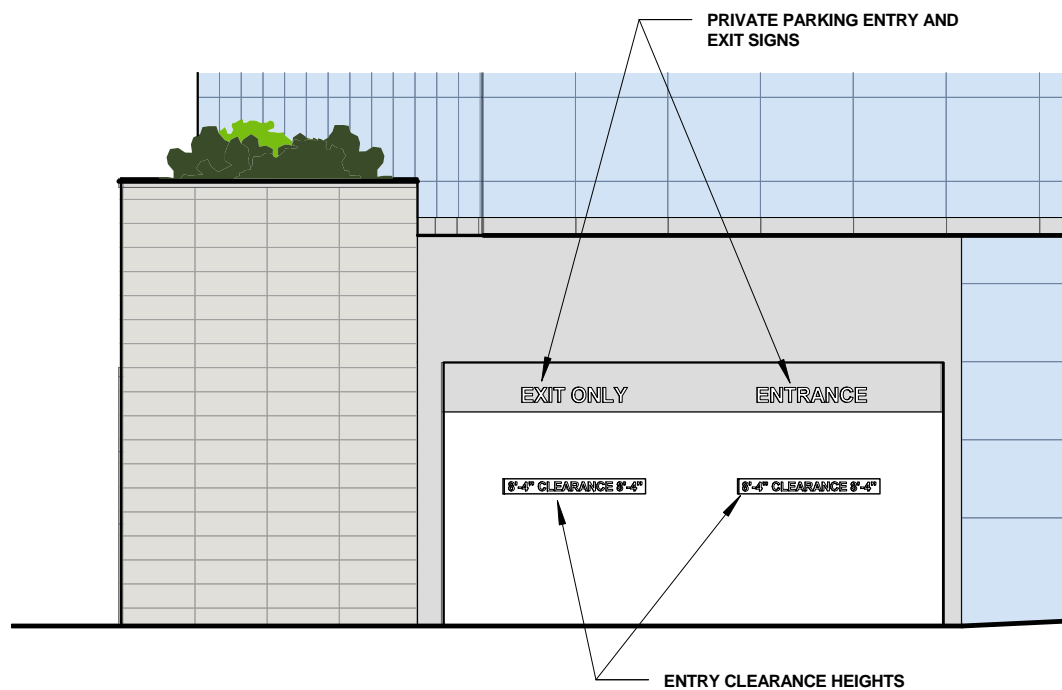 PRIVATE PARKING ENTRY AND
EXIT SIGNS
EXIT ONLY
ENTRANCE
8'-4" CLEARANCE 8'-4"
8'-4" CLEARANCE 8'-4"
ENTRY CLEARANCE HEIGHTS